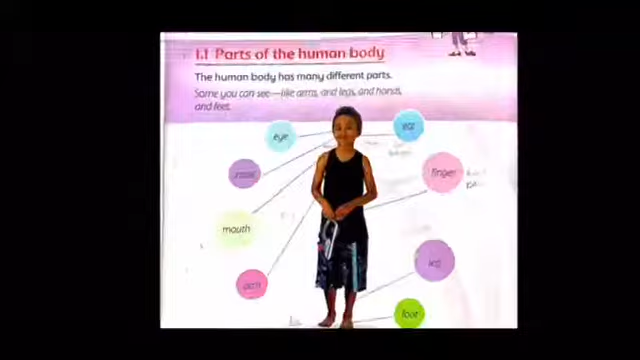 1.1 Parts of the human body
The human body has many different parts.
Some you can see—like arms, and legs, and hands,
and feet.
eye
ear
nose
finger
mouth
leg
arm
foot